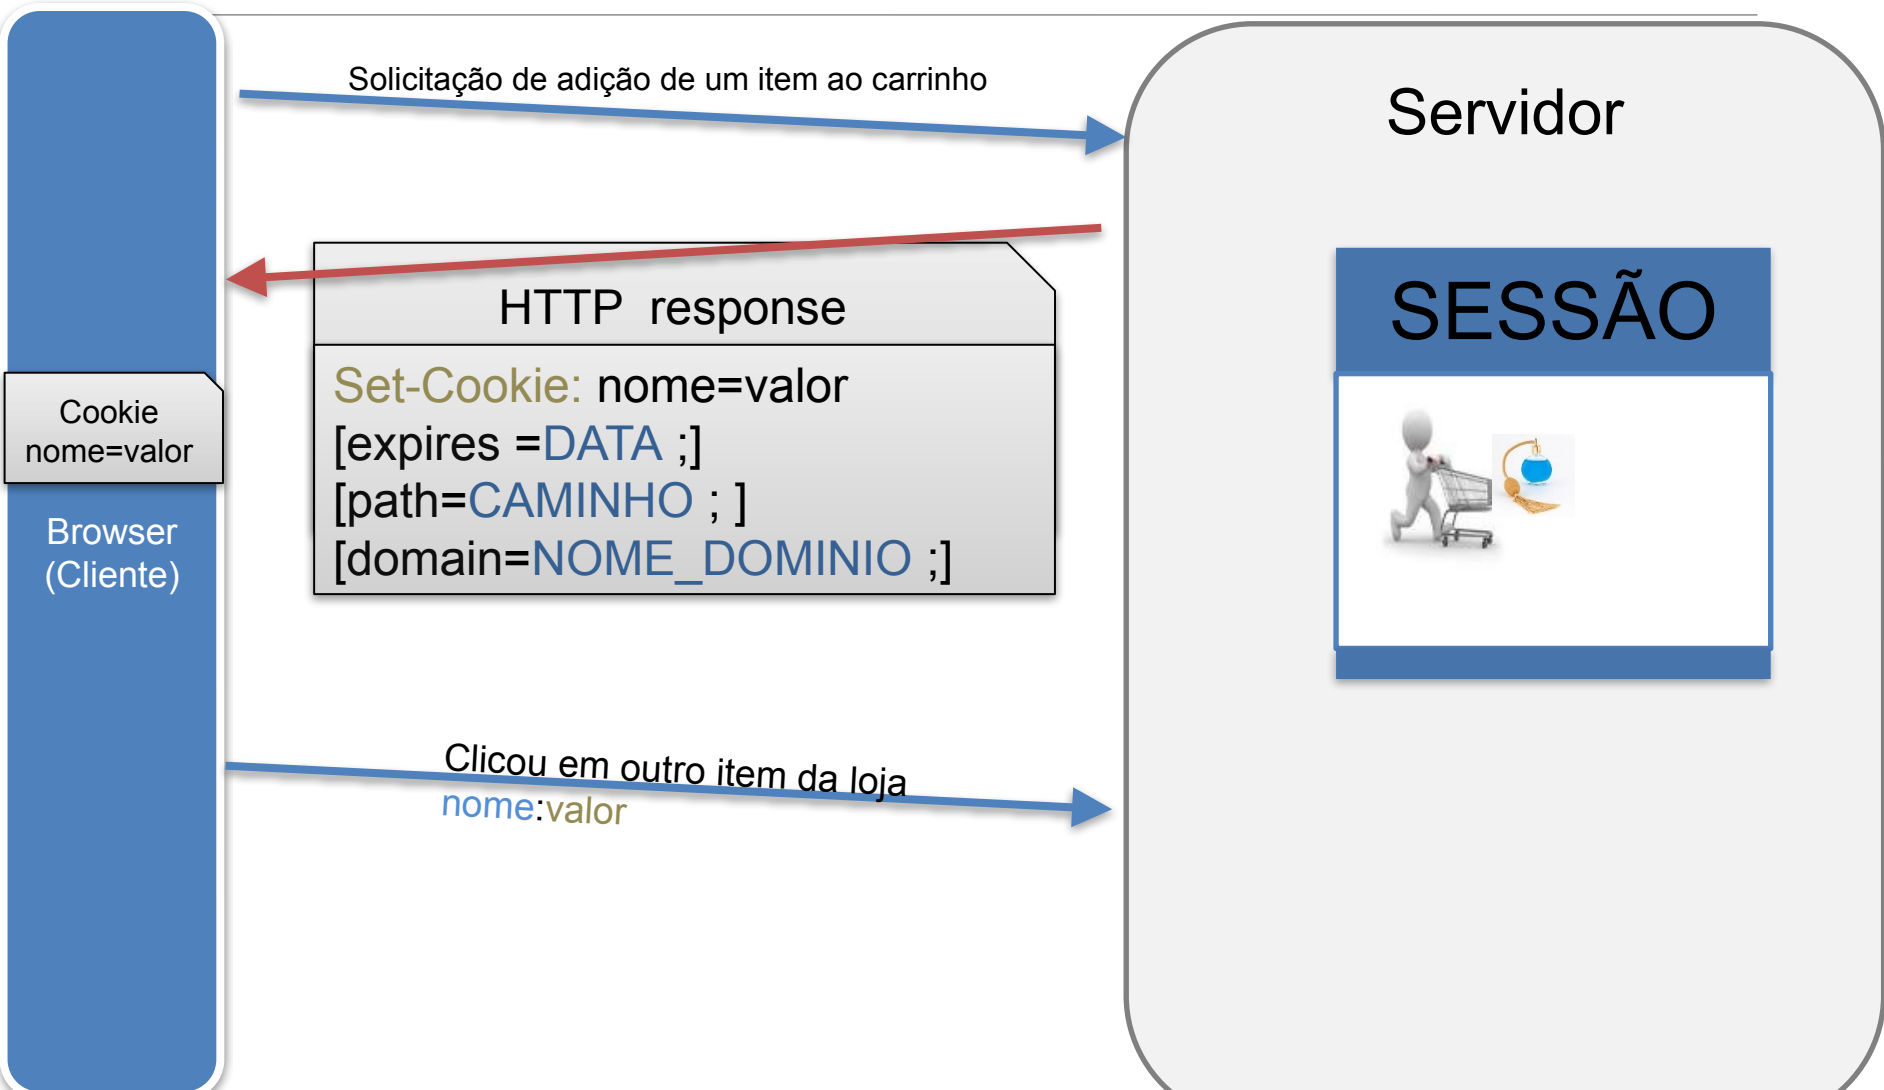 Solicitação de adição de um item ao carrinho
Servidor
HTTP  response
SESSÃO
Set-Cookie: nome=valor
[expires =DATA ;]
[path=CAMINHO ; ]
[domain=NOME_DOMINIO ;]
Cookie
nome=valor
Browser
(Cliente)
Clicou em outro item da loja
nome:valor